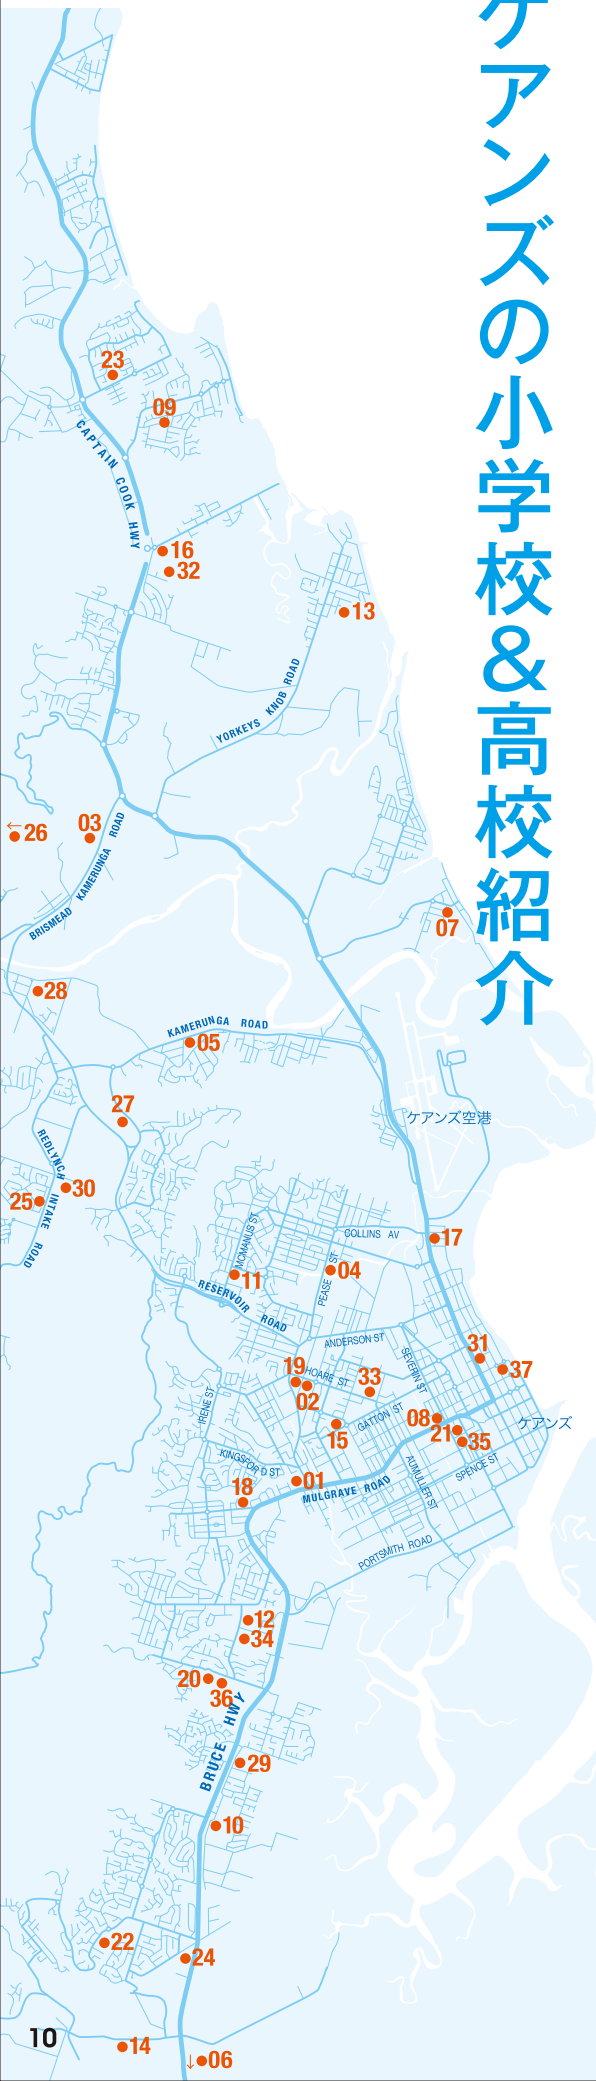 ケアンズの小学校&高校紹介
23
09
CAPTAIN COOK HWY
16
32
13
YORKEYS KNOB ROAD
←26
03
BRISMEAD KAMERUNGA ROAD
07
28
KAMERUNGA ROAD
05
27
ケアンズ空港
REDLYNCH INTAKE ROAD
30
25
MCMANUS ST
COLLINS AV
17
11
PEASE ST
04
RESERVOIR ROAD
ANDERSON ST
SEVERIN ST
31
37
19
HOARE ST
33
02
IRENE ST
GATTON ST
08
21
35
ケアンズ
15
KINGSFORD ST
01
MULGRAVE ROAD
AUMULLER ST
SPENCE ST
18
PORTSMITH ROAD
12
34
20
36
BRUCE HWY
29
10
22
24
10
14
↓06